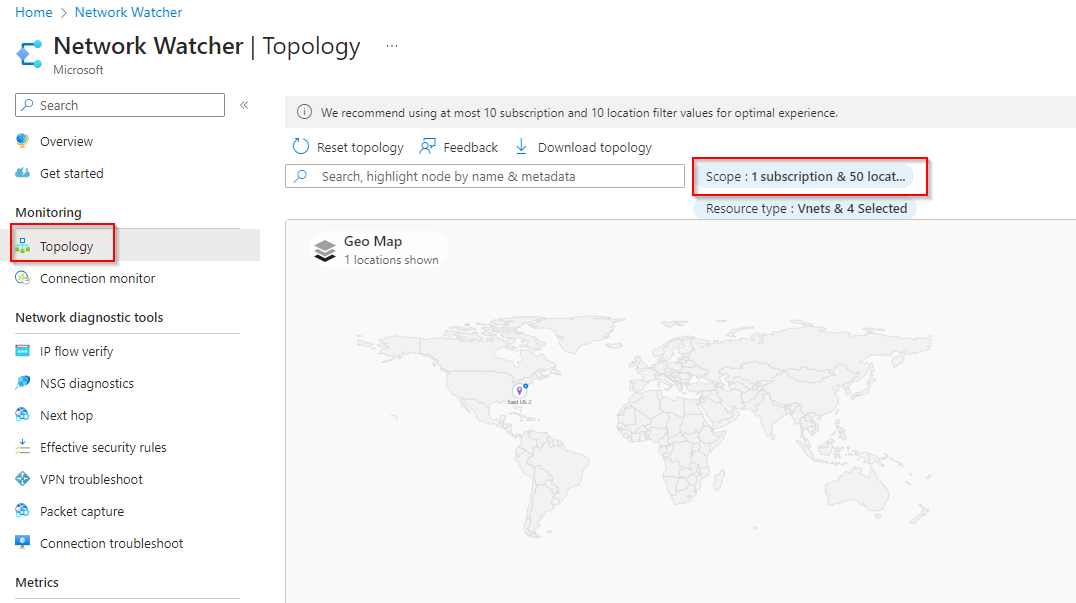 Home > Network Watcher
Network Watcher | Topology ...
Microsoft
Search «
Overview
Get started
Monitoring
Topology
Connection monitor
Network diagnostic tools
IP flow verify
NSG diagnostics
Next hop
Effective security rules
VPN troubleshoot
Packet capture
Connection troubleshoot
Metrics
We recommend using at most 10 subscription and 10 location filter values for optimal experience.
Reset topology Feedback Download topology
Search, highlight node by name & metadata
Scope : 1 subscription & 50 locat...
Resource type : Vnets & 4 Selected
Geo Map
1 locations shown
East US 2